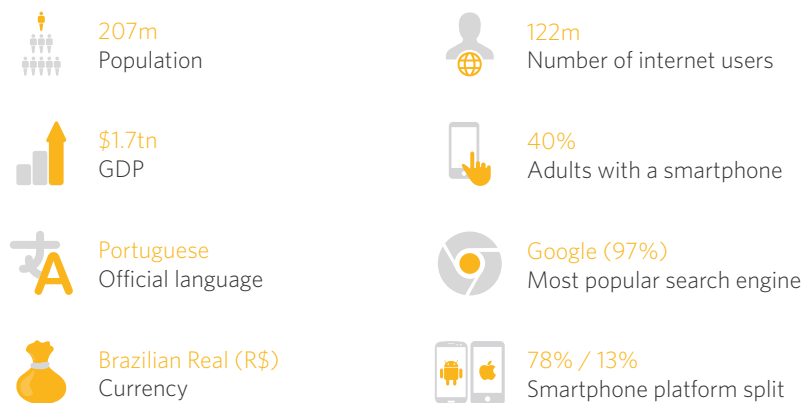 207m
Population
122m
Number of internet users
$1.7tn
GDP
40%
Adults with a smartphone
Portuguese
Official language
Google (97%)
Most popular search engine
Brazilian Real (R$)
Currency
78% / 13%
Smartphone platform split